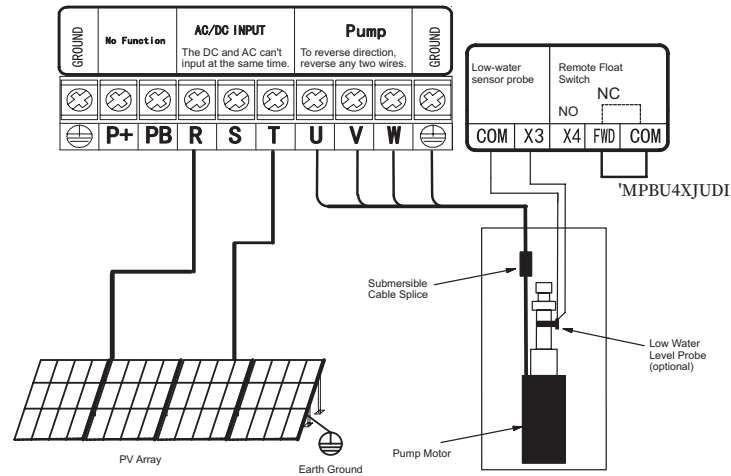 GROUND
No Function
AC/DC INPUT
The DC and AC can't
input at the same time.
Pump
To reverse direction,
reverse any two wires.
GROUND
P+ PB R S T U V W
Low-water
sensor probe
Remote Float
Switch
NC
NO
COM X3 X4 FWD COM
'MPBU4XJUDI
Submersible
Cable Splice
Low Water
Level Probe
(optional)
Pump Motor
PV Array
Earth Ground